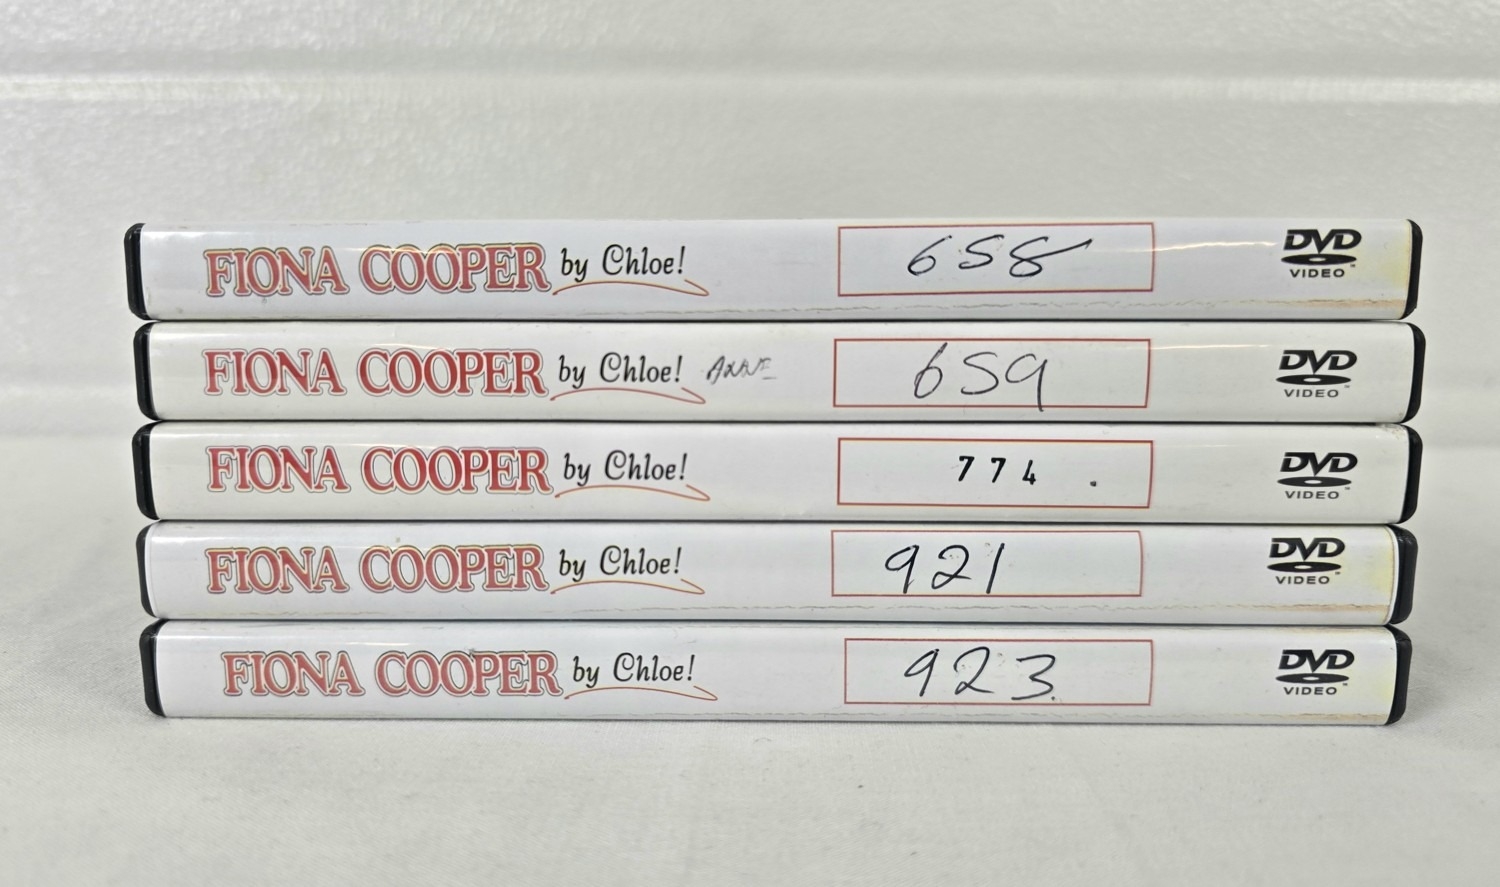 FIONA COOPER by Chloe! 658 DVD VIDEO
FIONA COOPER by Chloe! 659 DVD VIDEO
FIONA COOPER by Chloe! 774 . DVD VIDEO
FIONA COOPER by Chloe! 921 DVD VIDEO
FIONA COOPER by Chloe! 923. DVD VIDEO